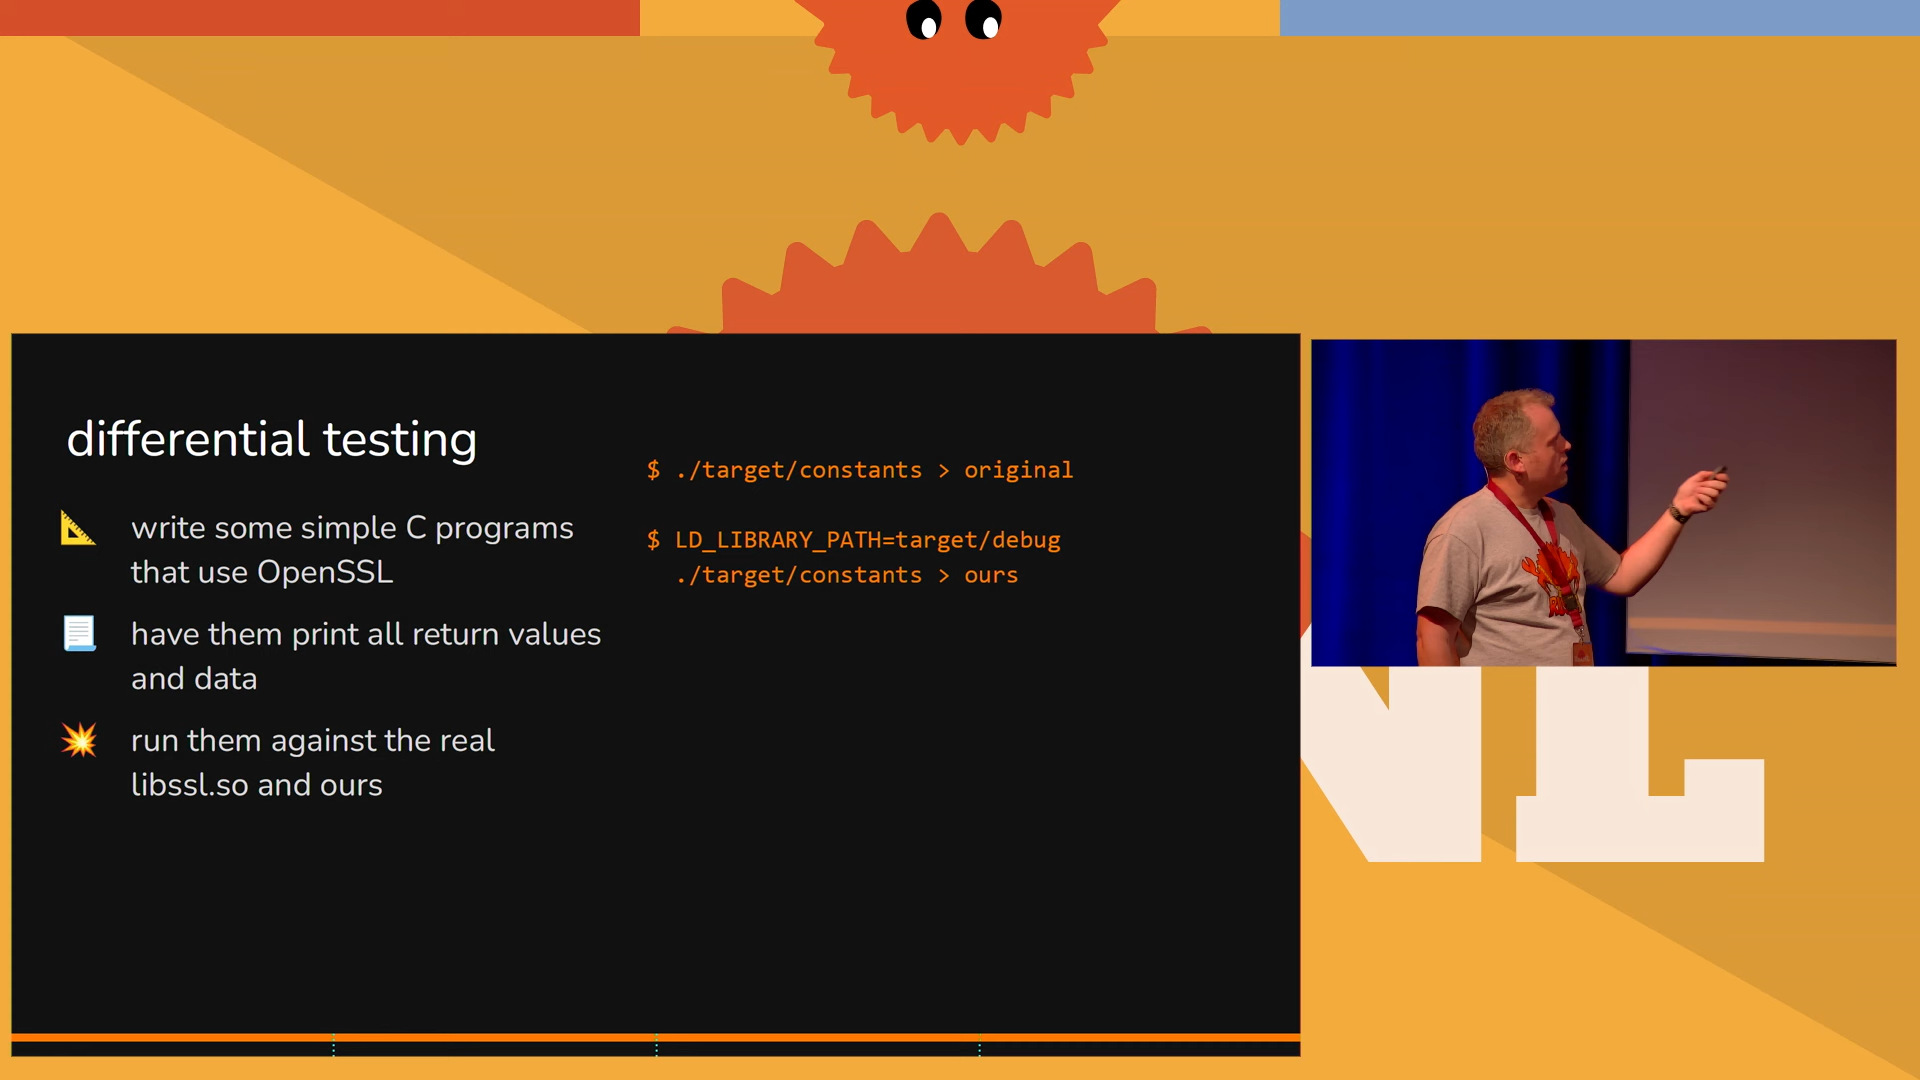 differential testing
write some simple C programs
that use OpenSSL
have them print all return values
and data
run them against the real
libssl.so and ours
$ ./target/constants > original
$ LD_LIBRARY_PATH=target/debug
./target/constants > ours
NL